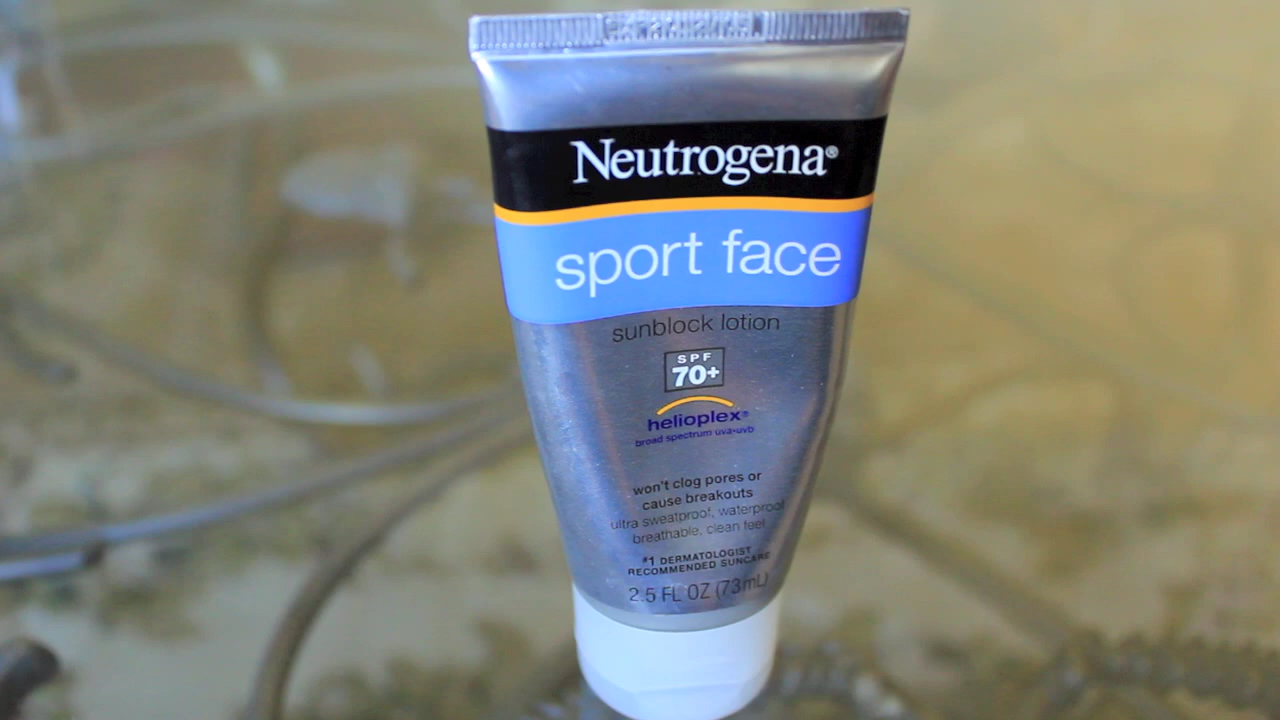 Neutrogena®
sport face
sunblock lotion
SPF
70+
helioplex®
broad spectrum uva•uvb
won't clog pores or
cause breakouts
ultra sweatproof, waterproof
breathable, clean feel
#1 DERMATOLOGIST
RECOMMENDED SUNCARE
2.5 FL OZ (73mL)